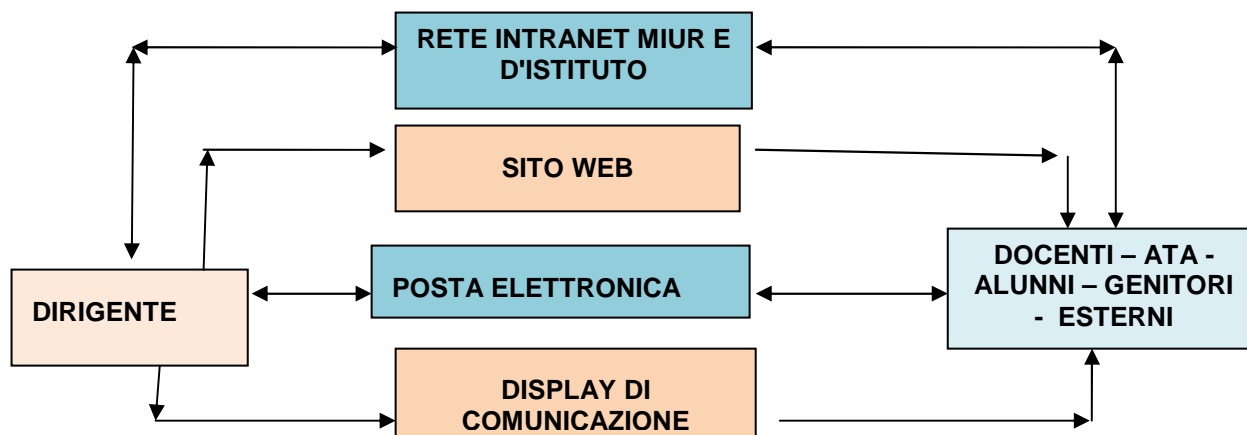 RETE INTRANET MIUR E
D'ISTITUTO
SITO WEB
DIRIGENTE
POSTA ELETTRONICA
DOCENTI – ATA -
ALUNNI – GENITORI
- ESTERNI
DISPLAY DI
COMUNICAZIONE